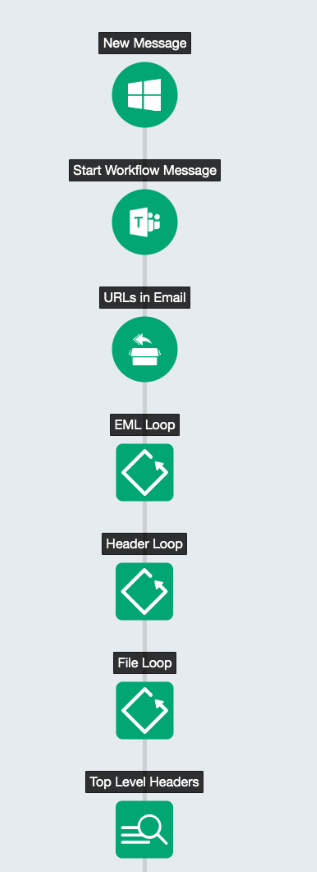 New Message
Start Workflow Message
T
URLs in Email
EML Loop
Header Loop
File Loop
Top Level Headers